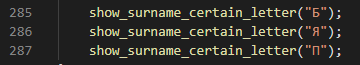 285 show_surname_certain_letter("Б");
286 show_surname_certain_letter("Я");
287 show_surname_certain_letter("П");